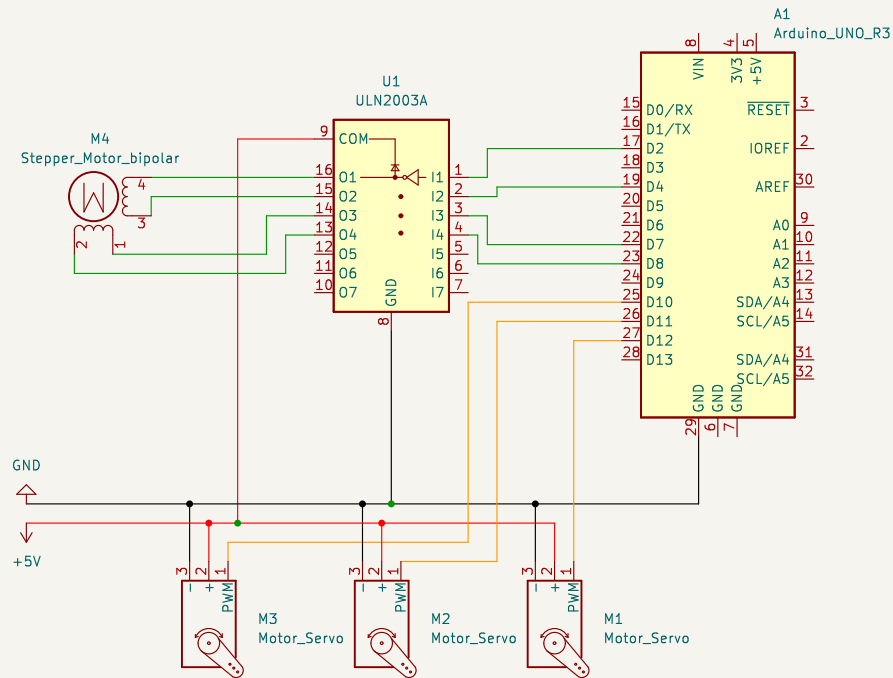 A1
Arduino_UNO_R3
8
4
5
VIN
3V3
+5V
U1
ULN2003A
15 D0/RX
RESET 3
16 D1/TX
17 D2
IOREF 2
18 D3
19 D4
AREF 30
20 D5
21 D6
A0 9
22 D7
A1 10
23 D8
A2 11
24 D9
A3 12
25 D10
SDA/A4 13
26 D11
SCL/A5 14
27 D12
28 D13
SDA/A4 31
SCL/A5 32
GND
GND
GND
29
6
7
9 COM
16 O1
I1 1
15 O2
I2 2
14 O3
I3 3
13 O4
I4 4
12 O5
I5 5
11 O6
I6 6
10 O7
I7 7
GND
8
M4
Stepper_Motor_bipolar
4
3
2
1
M
GND
+5V
3
2
1
-
+
PWM
M3
Motor_Servo
3
2
1
-
+
PWM
M2
Motor_Servo
3
2
1
-
+
PWM
M1
Motor_Servo